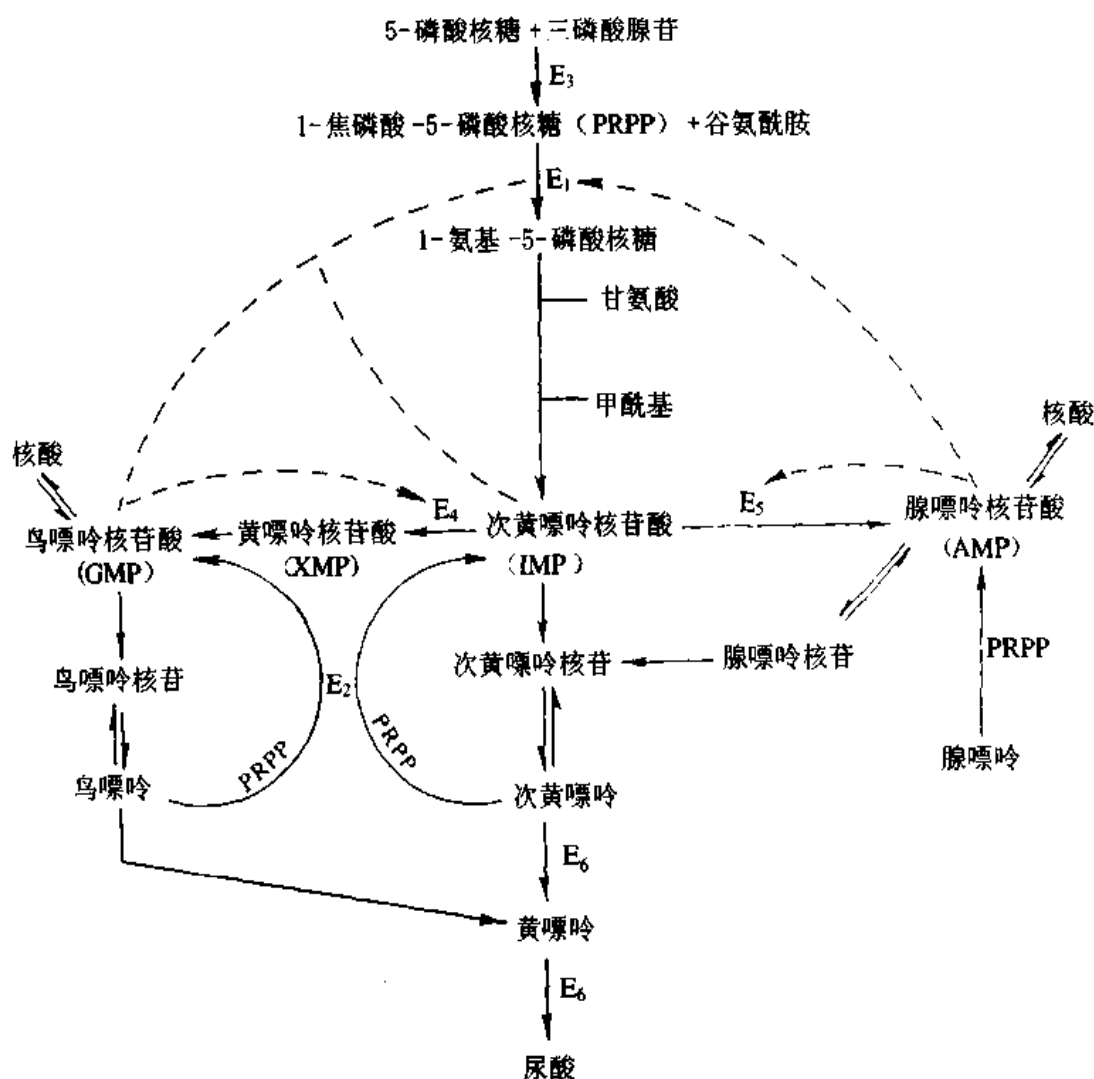 5-磷酸核糖+三磷酸腺苷
E₃
1-焦磷酸-5-磷酸核糖（PRPP）+谷氨酰胺
E₁
1-氨基-5-磷酸核糖
甘氨酸
甲酰基
核酸
核酸
E₄
E₅
鸟嘌呤核苷酸
黄嘌呤核苷酸
次黄嘌呤核苷酸
腺嘌呤核苷酸
(GMP)
(XMP)
(IMP)
(AMP)
鸟嘌呤核苷
E₂
次黄嘌呤核苷
腺嘌呤核苷
PRPP
PRPP
PRPP
鸟嘌呤
次黄嘌呤
腺嘌呤
E₆
黄嘌呤
E₆
尿酸